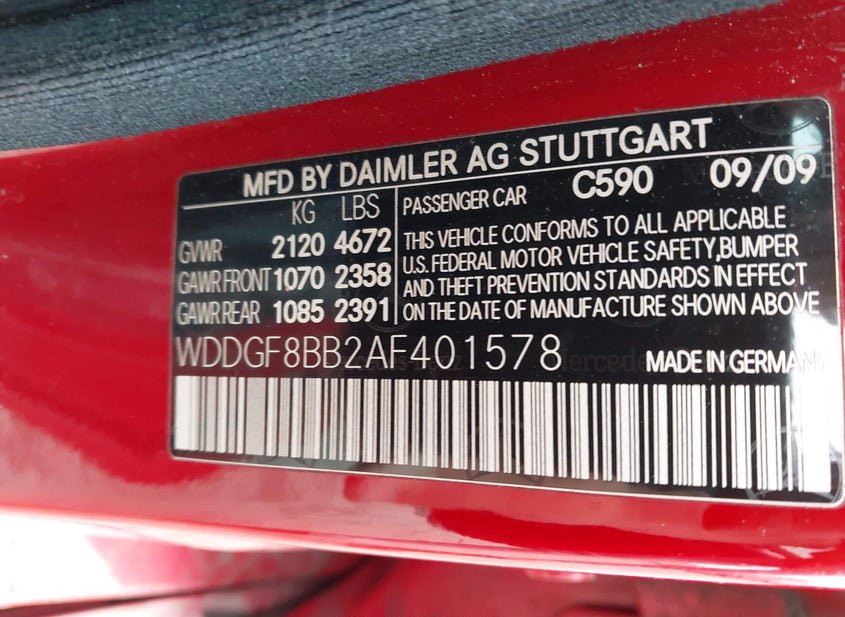 MFD BY DAIMLER AG STUTTGART
KG LBS
GVWR 2120 4672
GAWR FRONT 1070 2358
GAWR REAR 1085 2391
PASSENGER CAR C590 09/09
THIS VEHICLE CONFORMS TO ALL APPLICABLE
U.S. FEDERAL MOTOR VEHICLE SAFETY,BUMPER
AND THEFT PREVENTION STANDARDS IN EFFECT
ON THE DATE OF MANUFACTURE SHOWN ABOVE
WDDGF8BB2AF401578 MADE IN GERMANY